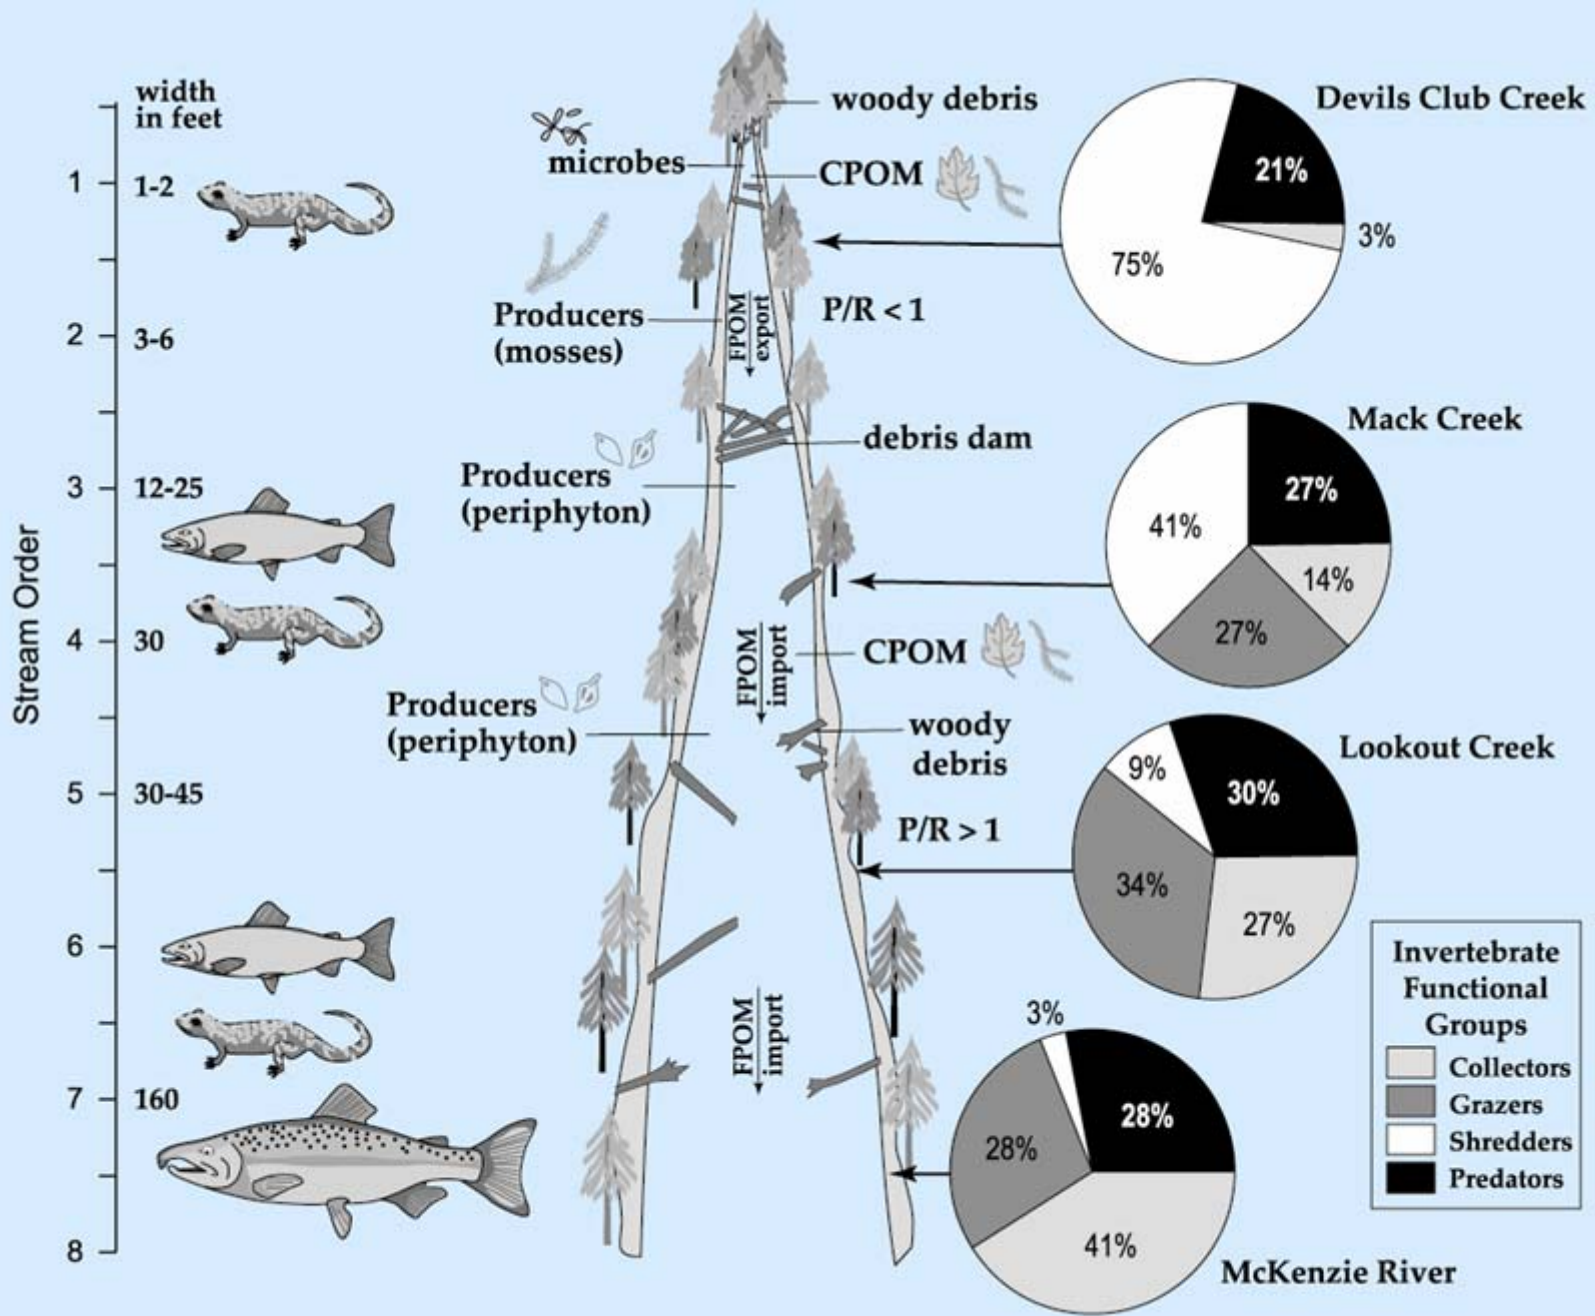 width
in feet
Stream Order
1
1-2
2
3-6
3
12-25
4
30
5
30-45
6
7
160
8
woody debris
microbes
CPOM
Producers
(mosses)
FPOM
export
P/R < 1
debris dam
Producers
(periphyton)
FPOM
import
CPOM
Producers
(periphyton)
woody
debris
P/R > 1
FPOM
import
Devils Club Creek
21%
3%
75%
Mack Creek
27%
41%
14%
27%
Lookout Creek
9%
30%
34%
27%
3%
28%
28%
41%
McKenzie River
Invertebrate
Functional
Groups
Collectors
Grazers
Shredders
Predators